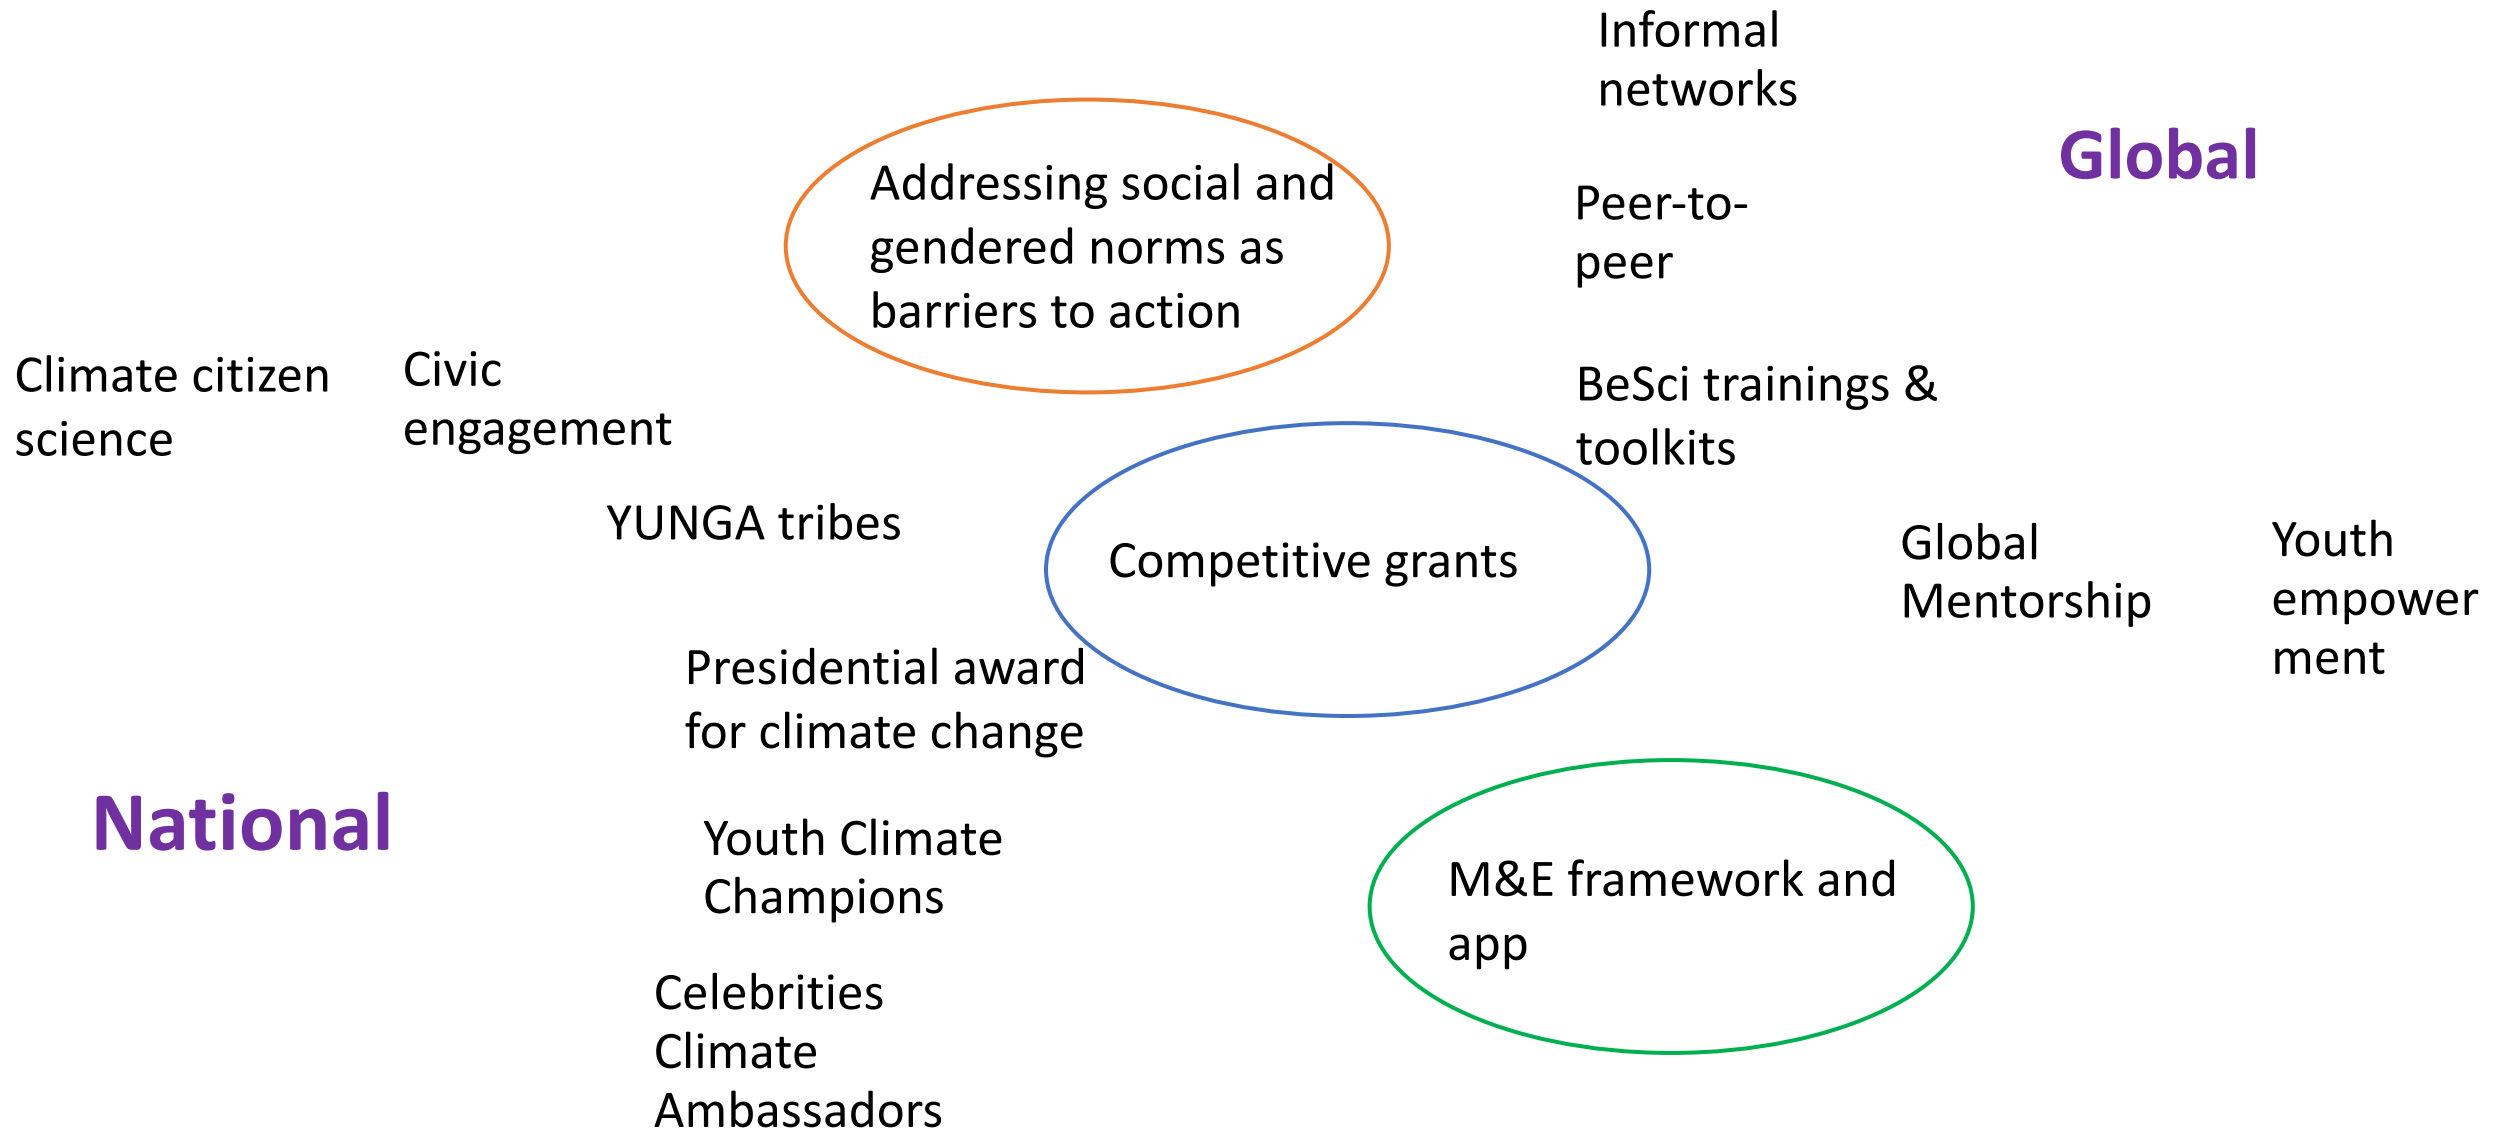 Informal
networks
Global
Addressing social and
gendered norms as
barriers to action
Peer-to-
peer
Climate citizen
science
Civic
engagement
BeSci trainings &
toolkits
YUNGA tribes
Competitive grants
Global
Mentorship
Youth
empower
ment
Presidential award
for climate change
National
Youth Climate
Champions
M&E framework and
app
Celebrities
Climate
Ambassadors